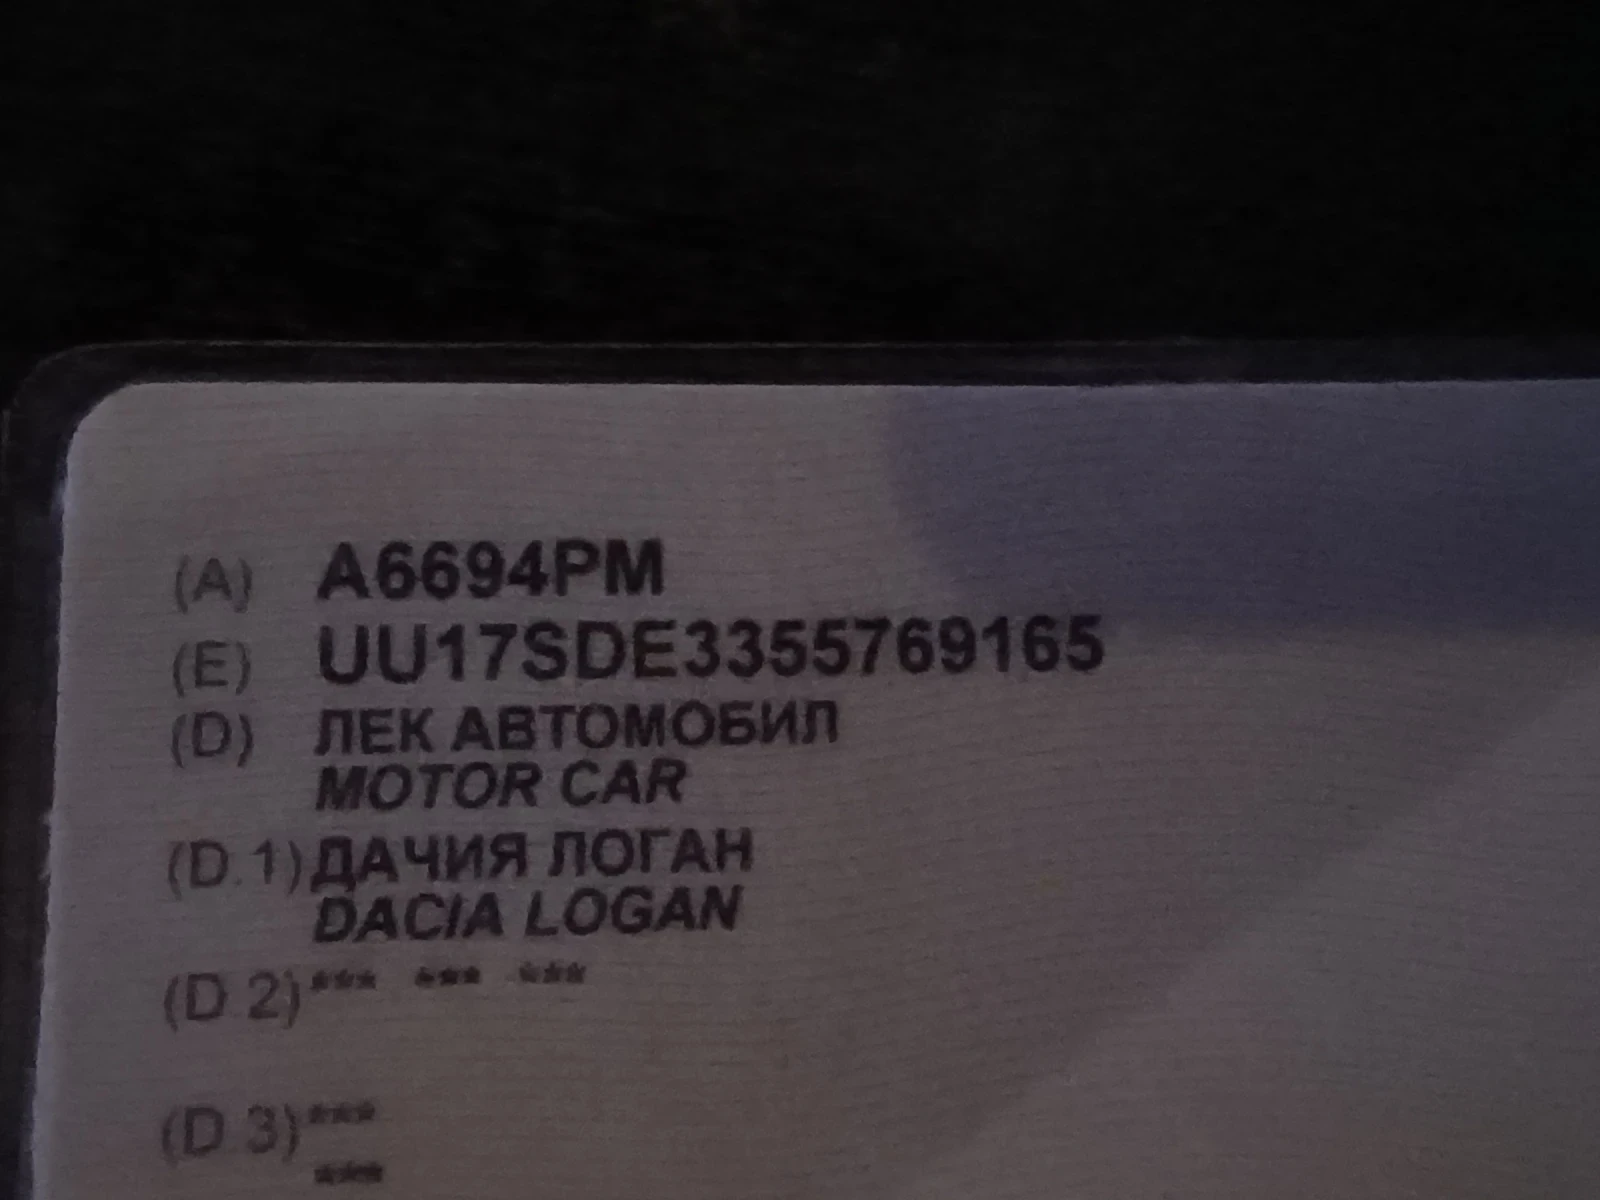 (A) A6694PM
(E) UU17SDE3355769165
(D) ЛЕК АВТОМОБИЛ
MOTOR CAR
(D.1) ДАЧИЯ ЛОГАН
DACIA LOGAN
(D.2) *** *** ***
(D.3) ***
***